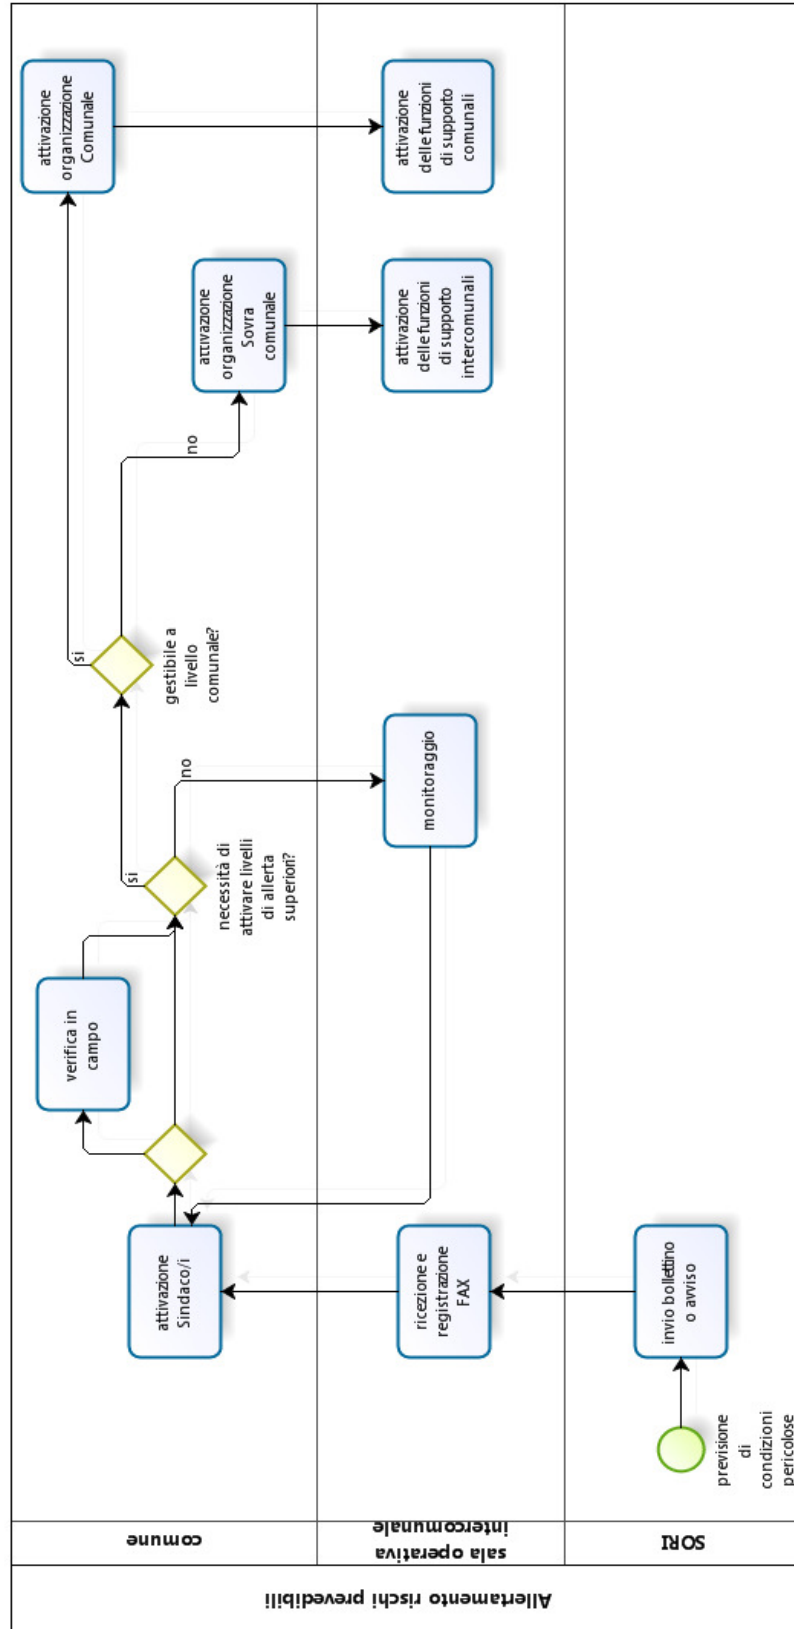 Allertamento rischi prevedibili
comune
sala operativa
intercomunale
SORI
previsione
di
condizioni
pericolose
invio bollettino
o avviso
ricezione e
registrazione
FAX
attivazione
Sindaco/i
verifica in
campo
necessità di
attivare livelli
di allerta
superiori?
si
no
monitoraggio
gestibile a
livello
comunale?
si
no
attivazione
organizzazione
Sovra
comunale
attivazione
delle funzioni
di supporto
intercomunali
attivazione
organizzazione
Comunale
attivazione
delle funzioni
di supporto
comunali